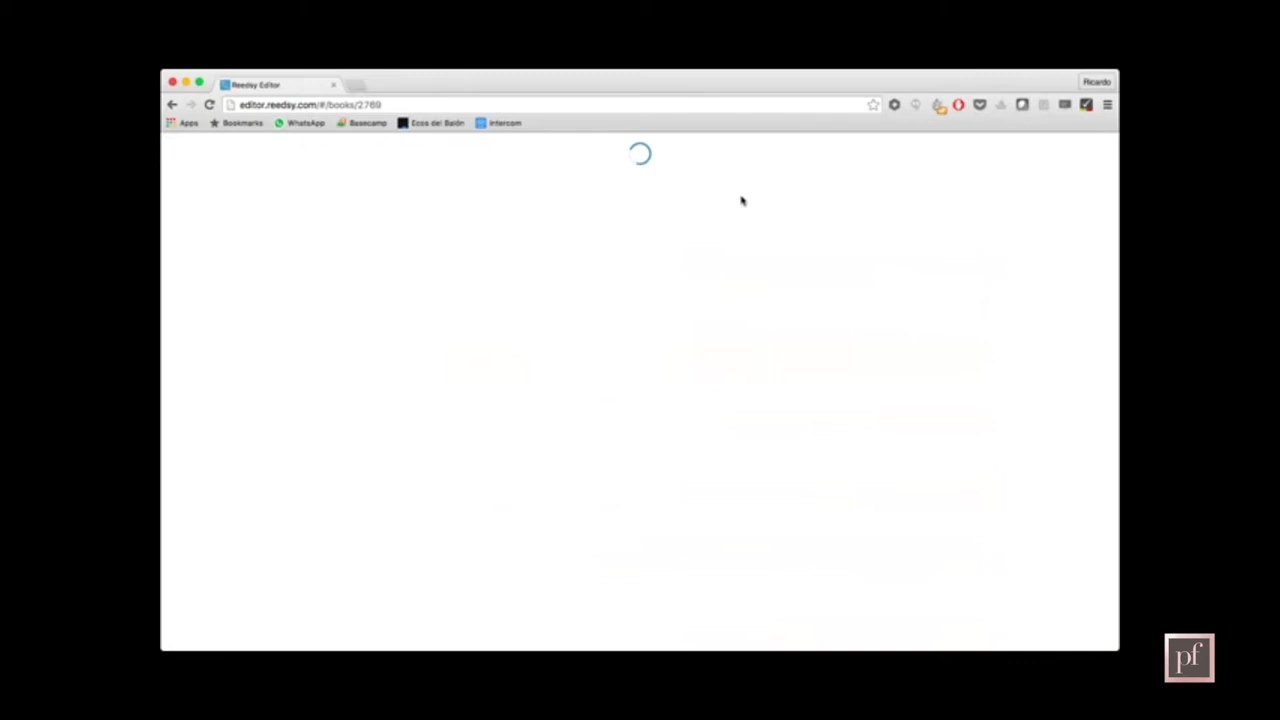 Reedsy Editor
Ricardo
editor.reedsy.com/#/books/2769
Apps Bookmarks WhatsApp Basecamp Ecos del Balón Intercom
pf